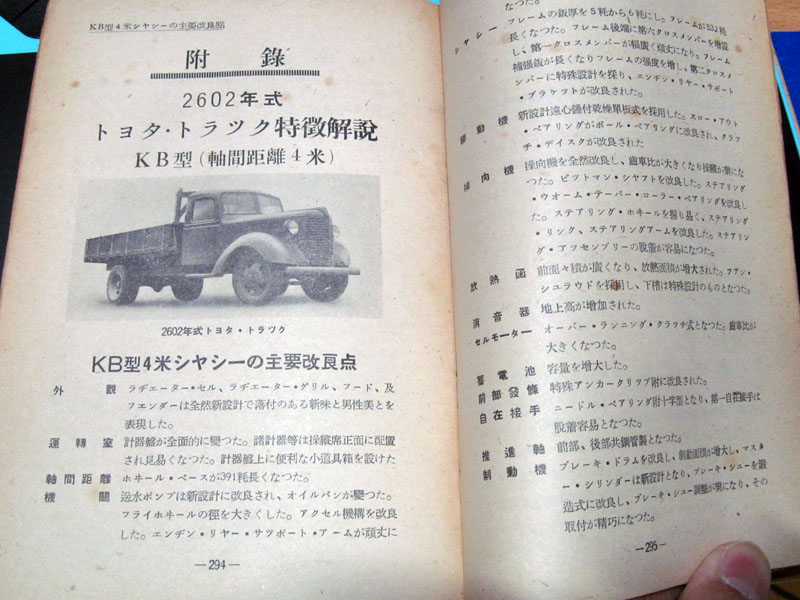 KB型4米シヤシーの主要改良點
附錄
2602年式
トヨタ・トラツク特徴解說
KB型(軸間距離4米)
2602年式トヨタ・トラツク
KB型4米シヤシーの主要改良点
外觀 ラヂエーター・セル、ラヂエーター・グリル、フード、及
フエンダーは全然新設計で落付のある新味と男性美とを
表現した。
運轉室 計器盤が全面的に變つた。諸計器等は操縱席正面に配置
され見易くなつた。計器盤上に便利な小道具箱を設けた
軸間距離 ホヰール・ベースが391粍長くなつた。
機關 送水ポンプは新設計に改良され、オイルパンが變つた。
フライホヰールの徑を大きくした。アクセル機構を改良
した。エンヂン・リヤー・サツポート・アームが頑丈に
—294—
なつた。
シヤシー フレームの鈑厚を5粍から6粍にし。フレームが532粍
長くなつた。フレーム後端に第六クロスメンバーを增設
し、第一クロスメンバーが幅廣く頑丈になり。フレーム
補强鈑が長くなりフレームの强度を增し、第二クロスメ
ンバーに特殊設計を採り、エンヂン・リヤー・サポート
・ブラケツトが改良された。
新設計遠心錘付乾燥單板式を採用した。スロー・アウト
・ベアリングがボール・ベアリングに改良され、クラツ
チ・デイスクが改良された
操向機を全然改良し、齒車比が大きくなり操縱が樂にな
つた。ピツトマン・シヤフトを改良した。ステアリング
・ウオーム・テーパー・ローラー・ベアリングを改良し
た。ステアリング・ホヰールを握り易く、ステアリング
・リンク、ステアリングアームを改良した。ステアリン
グ・アツセンブリーの脫着が容易になつた。
放熱函 前面々積が廣くなり、放熱面積が增大された。フアン・
シユラウドを採用し、下槽は特殊設計のものとなつた。
消音器 地上高が增加された。
セルモーター オーバー・ランニング・クラツチ式となつた。齒車比が
大きくなつた。
蓄電池 容量を增大した。
前部發條 特殊アンカークリツプ附に改良された。
自在接手 ニードル・ベアリング附十字型となり、第一自在接手は
脫着容易となつた。
推進軸 前部、後部共鋼管製となつた。
制動機 ブレーキ・ドラムを改良し、制動面積が增大し、マスタ
ー・シリンダーは新設計となり、ブレーキ・シユーを鍛
造式に改良し、ブレーキ・シユー調整が樂になり、その
取付が精巧になつた。
—295—